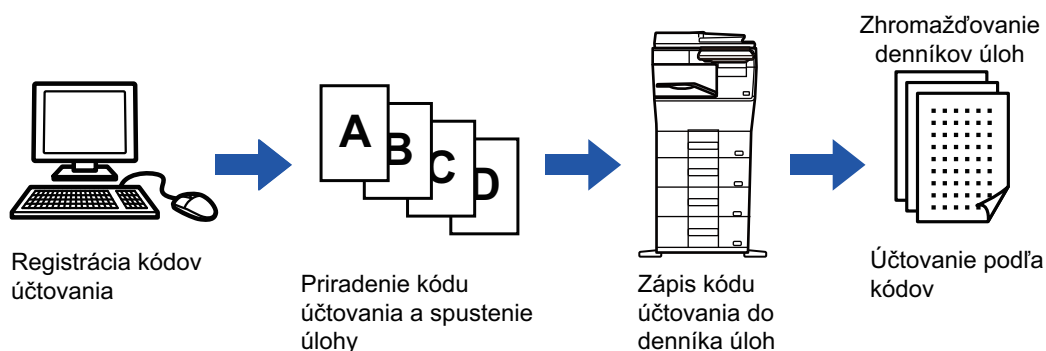 Registrácia kódov
účtovania
A
B
C
D
Priradenie kódu
účtovania a spustenie
úlohy
Zápis kódu
účtovania do
denníka úloh
Zhromažďovanie
denníkov úloh
Účtovanie podľa
kódov